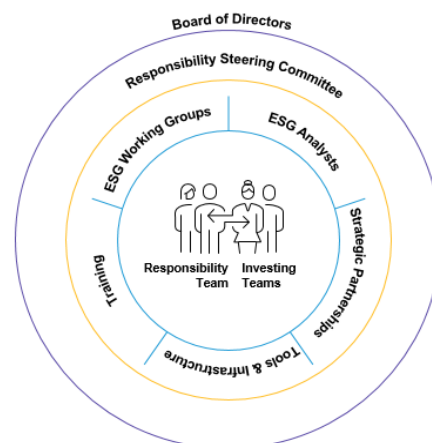 Board of Directors
Responsibility Steering Committee
ESG Working Groups
ESG Analysts
Responsibility Investing
Team Teams
Training
Strategic Partnerships
Tools & Infrastructure